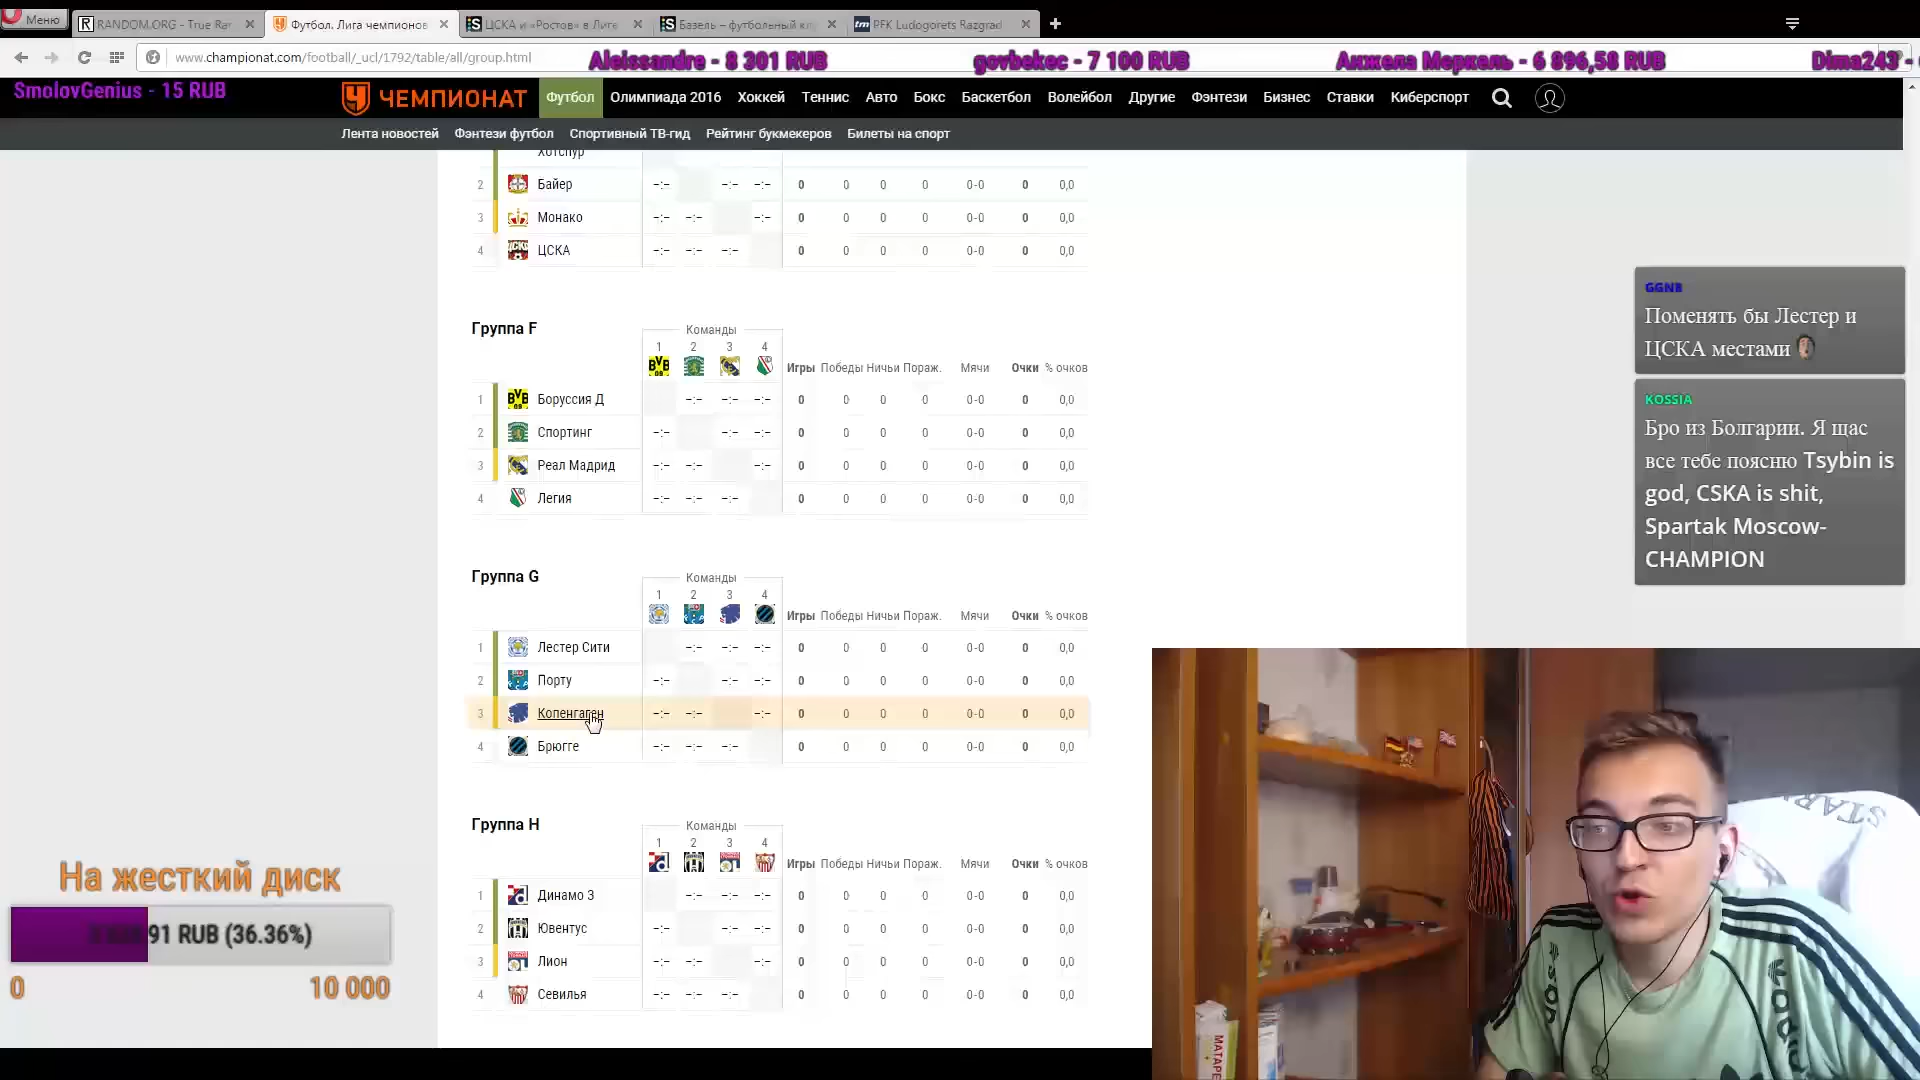 Меню
RANDOM.ORG - True Rar
Футбол. Лига чемпионов
ЦСКА и «Ростов» в Лиге
Базель – футбольный кл
PFK Ludogorets Razgrad
www.championat.com/football/_ucl/1792/table/all/group.html
Aleissandre - 8 301 RUB
govbekec - 7 100 RUB
Анжела Меркель - 6 896,58 RUB
Dima243 -
SmolovGenius - 15 RUB
ЧЕМПИОНАТ
Футбол Олимпиада 2016 Хоккей Теннис Авто Бокс Баскетбол Волейбол Другие Фэнтези Бизнес Ставки Киберспорт
Лента новостей Фэнтези футбол Спортивный ТВ-гид Рейтинг букмекеров Билеты на спорт
Хотспур
2 Байер -:- -:- -:- 0 0 0 0 0-0 0 0,0
3 Монако -:- -:- -:- 0 0 0 0 0-0 0 0,0
4 ЦСКА -:- -:- -:- 0 0 0 0 0-0 0 0,0
Группа F
Команды
1 2 3 4
Игры Победы Ничьи Пораж. Мячи Очки % очков
1 Боруссия Д -:- -:- -:- 0 0 0 0 0-0 0 0,0
2 Спортинг -:- -:- -:- 0 0 0 0 0-0 0 0,0
3 Реал Мадрид -:- -:- -:- 0 0 0 0 0-0 0 0,0
4 Легия -:- -:- -:- 0 0 0 0 0-0 0 0,0
Группа G
Команды
1 2 3 4
Игры Победы Ничьи Пораж. Мячи Очки % очков
1 Лестер Сити -:- -:- -:- 0 0 0 0 0-0 0 0,0
2 Порту -:- -:- -:- 0 0 0 0 0-0 0 0,0
3 Копенгаген -:- -:- -:- 0 0 0 0 0-0 0 0,0
4 Брюгге -:- -:- -:- 0 0 0 0 0-0 0 0,0
Группа H
Команды
1 2 3 4
Игры Победы Ничьи Пораж. Мячи Очки % очков
1 Динамо З -:- -:- -:- 0 0 0 0 0-0 0 0,0
2 Ювентус -:- -:- -:- 0 0 0 0 0-0 0 0,0
3 Лион -:- -:- -:- 0 0 0 0 0-0 0 0,0
4 Севилья -:- -:- -:- 0 0 0 0 0-0 0 0,0
GGNB
Поменять бы Лестер и
ЦСКА местами
KOSSIA
Бро из Болгарии. Я щас
все тебе поясню Tsybin is
god, CSKA is shit,
Spartak Moscow-
CHAMPION
На жесткий диск
91 RUB (36.36%)
0 10 000
adidas